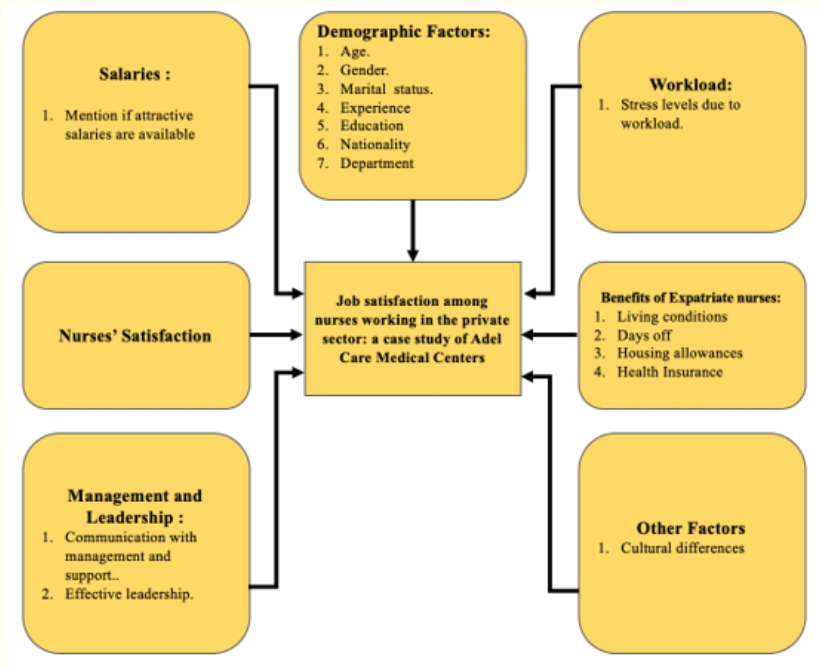 Salaries :
1. Mention if attractive
salaries are available
Demographic Factors:
1. Age.
2. Gender.
3. Marital status.
4. Experience
5. Education
6. Nationality
7. Department
Workload:
1. Stress levels due to
workload.
Nurses’ Satisfaction
Job satisfaction among
nurses working in the private
sector: a case study of Adel
Care Medical Centers
Benefits of Expatriate nurses:
1. Living conditions
2. Days off
3. Housing allowances
4. Health Insurance
Management and
Leadership :
1. Communication with
management and
support..
2. Effective leadership.
Other Factors
1. Cultural differences